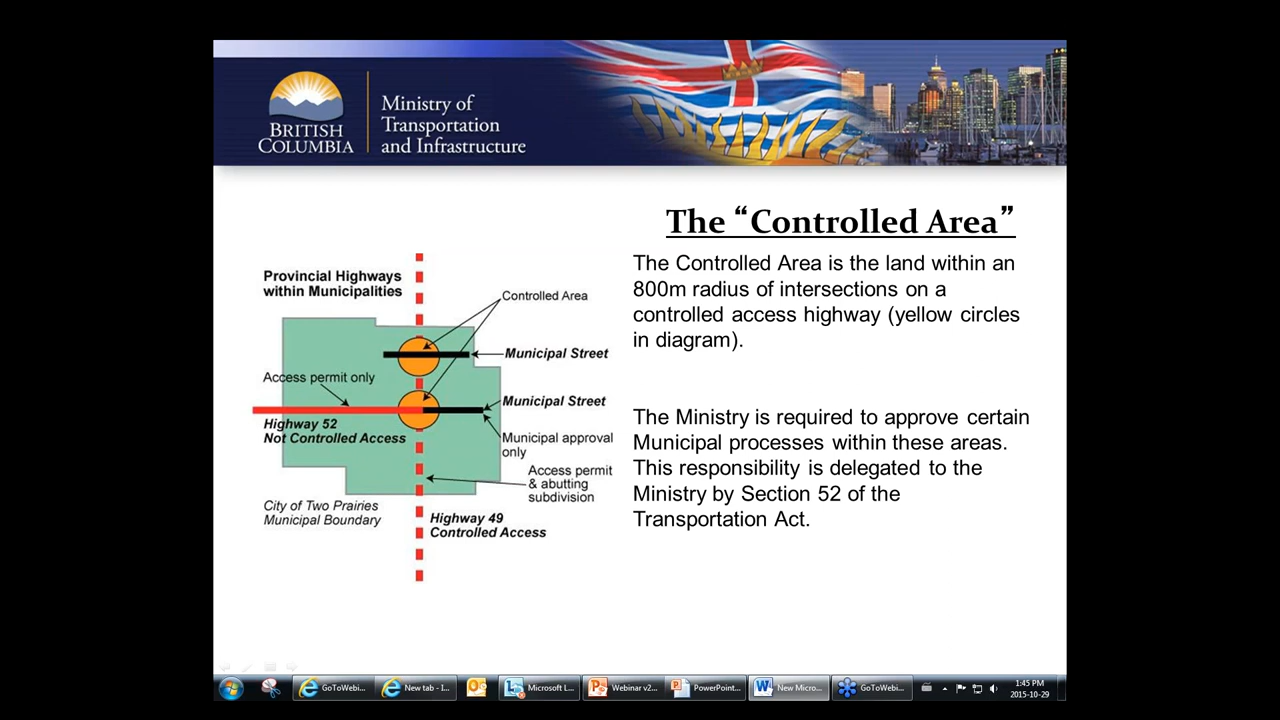 BRITISH
COLUMBIA
Ministry of
Transportation
and Infrastructure
The “Controlled Area”
The Controlled Area is the land within an
800m radius of intersections on a
controlled access highway (yellow circles
in diagram).
The Ministry is required to approve certain
Municipal processes within these areas.
This responsibility is delegated to the
Ministry by Section 52 of the
Transportation Act.
Provincial Highways
within Municipalities
Controlled Area
Municipal Street
Access permit only
Municipal Street
Highway 52
Not Controlled Access
Municipal approval
only
Access permit
& abutting
subdivision
City of Two Prairies
Municipal Boundary
Highway 49
Controlled Access
GoToWebi...
New tab - I...
Microsoft L...
Webinar v2...
PowerPoint...
New Micro...
GoToWebi...
1:45 PM
2015-10-29